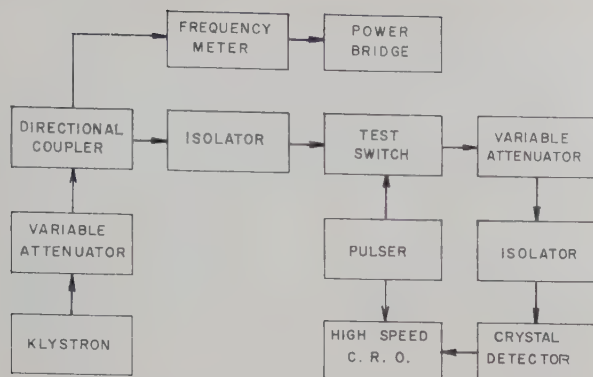 FREQUENCY
METER
POWER
BRIDGE
DIRECTIONAL
COUPLER
ISOLATOR
TEST
SWITCH
VARIABLE
ATTENUATOR
VARIABLE
ATTENUATOR
PULSER
ISOLATOR
KLYSTRON
HIGH SPEED
C. R. O.
CRYSTAL
DETECTOR